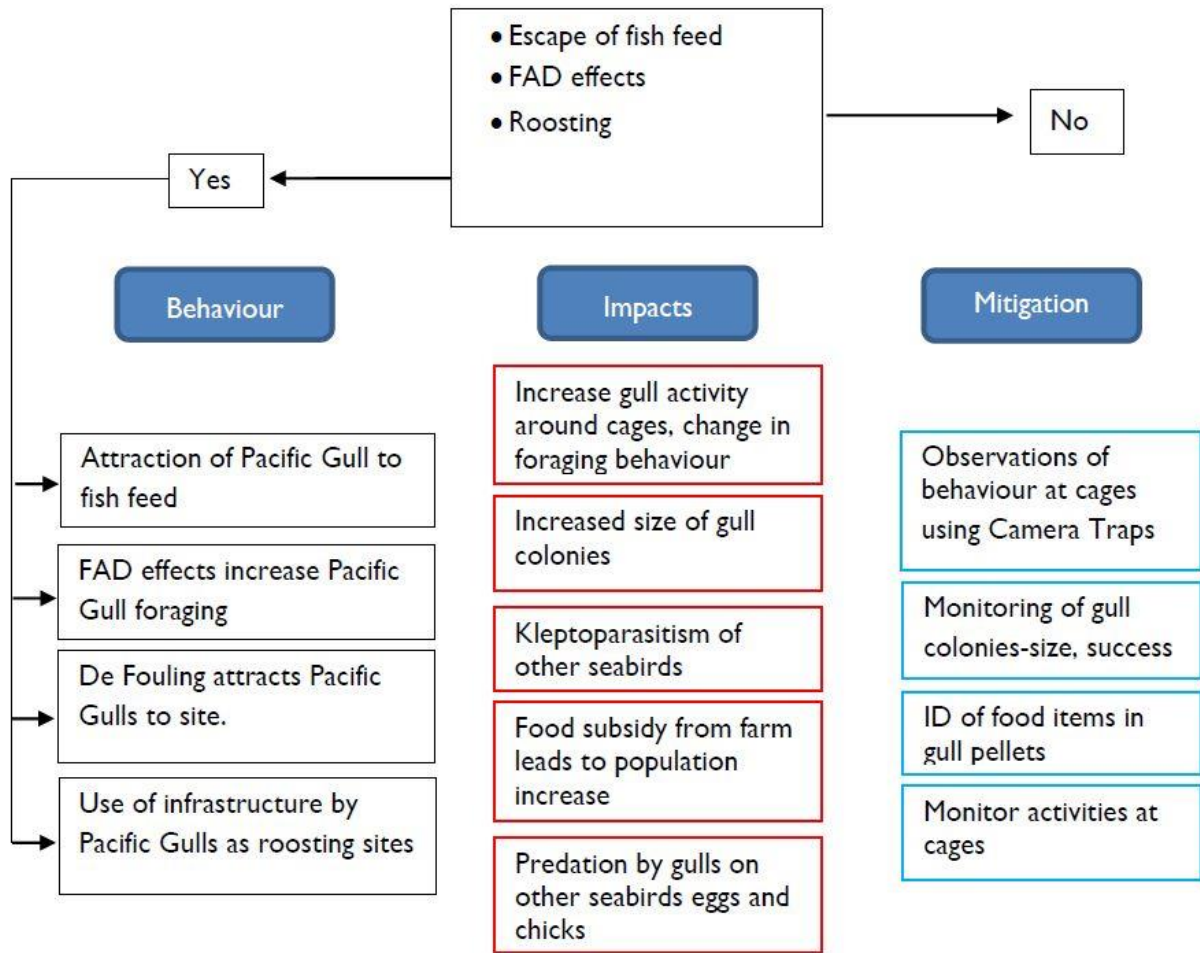 • Escape of fish feed
• FAD effects
• Roosting
No
Yes
Behaviour
Impacts
Mitigation
Attraction of Pacific Gull to
fish feed
FAD effects increase Pacific
Gull foraging
De Fouling attracts Pacific
Gulls to site.
Use of infrastructure by
Pacific Gulls as roosting sites
Increase gull activity
around cages, change in
foraging behaviour
Increased size of gull
colonies
Kleptoparasitism of
other seabirds
Food subsidy from farm
leads to population
increase
Predation by gulls on
other seabirds eggs and
chicks
Observations of
behaviour at cages
using Camera Traps
Monitoring of gull
colonies-size, success
ID of food items in
gull pellets
Monitor activities at
cages